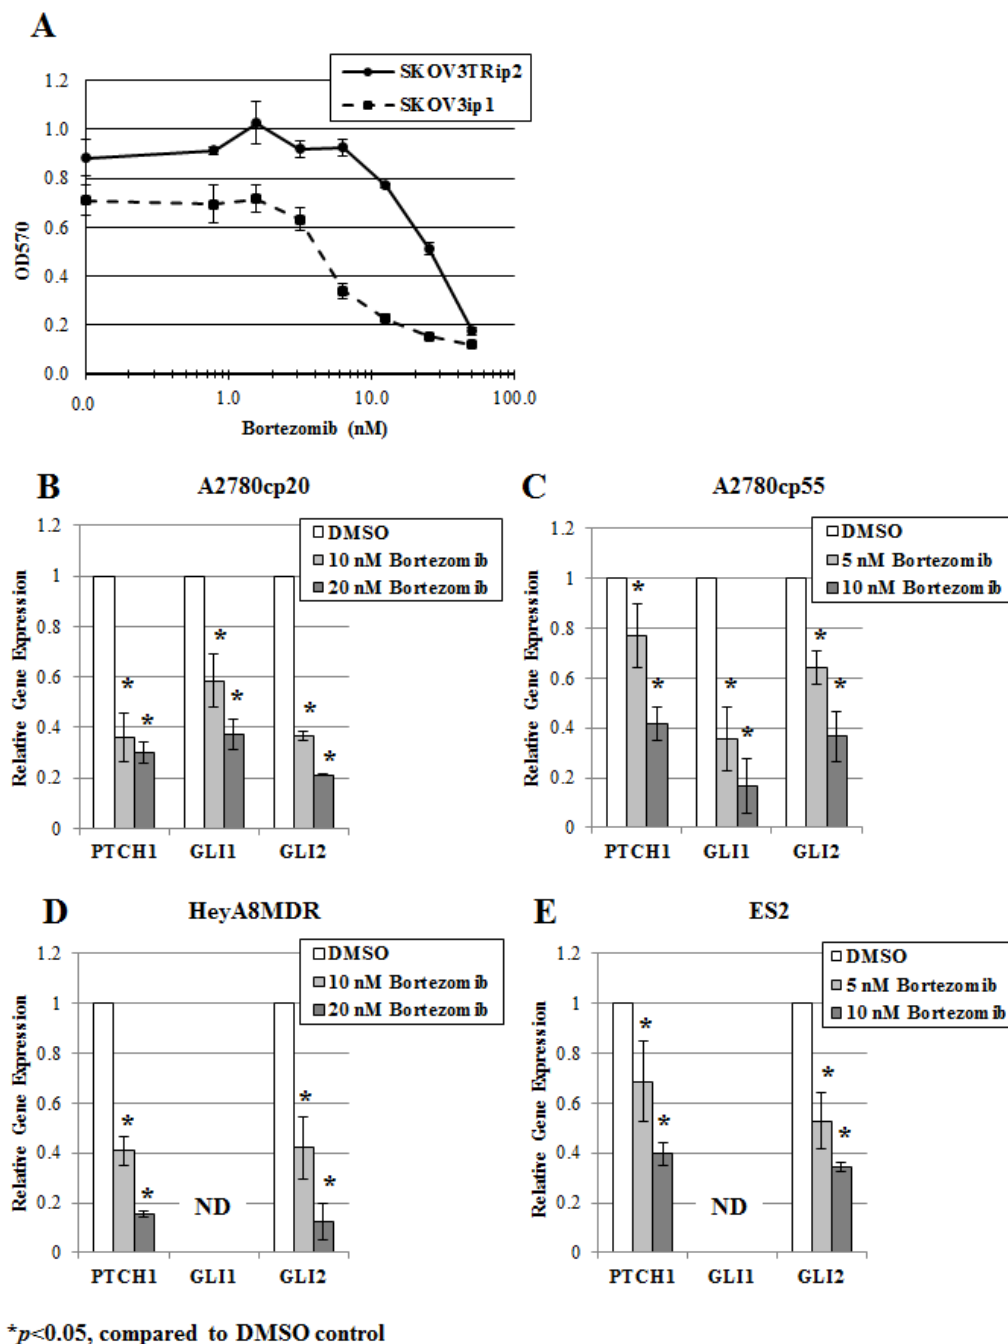 A
SKOV3TRip2
SKOV3ip1
1.2
1.0
0.8
0.6
0.4
0.2
0.0
OD570
0.0 1.0 10.0 100.0
Bortezomib (nM)
B
A2780cp20
DMSO
10 nM Bortezomib
20 nM Bortezomib
1.2
1
0.8
0.6
0.4
0.2
0
Relative Gene Expression
* * * * * *
PTCH1 GLI1 GLI2
C
A2780cp55
DMSO
5 nM Bortezomib
10 nM Bortezomib
1.2
1
0.8
0.6
0.4
0.2
0
Relative Gene Expression
* * * * * *
PTCH1 GLI1 GLI2
D
HeyA8MDR
DMSO
10 nM Bortezomib
20 nM Bortezomib
1.2
1
0.8
0.6
0.4
0.2
0
Relative Gene Expression
* * * *
ND
PTCH1 GLI1 GLI2
E
ES2
DMSO
5 nM Bortezomib
10 nM Bortezomib
1.2
1
0.8
0.6
0.4
0.2
0
Relative Gene Expression
* * * *
ND
PTCH1 GLI1 GLI2
*p<0.05, compared to DMSO control